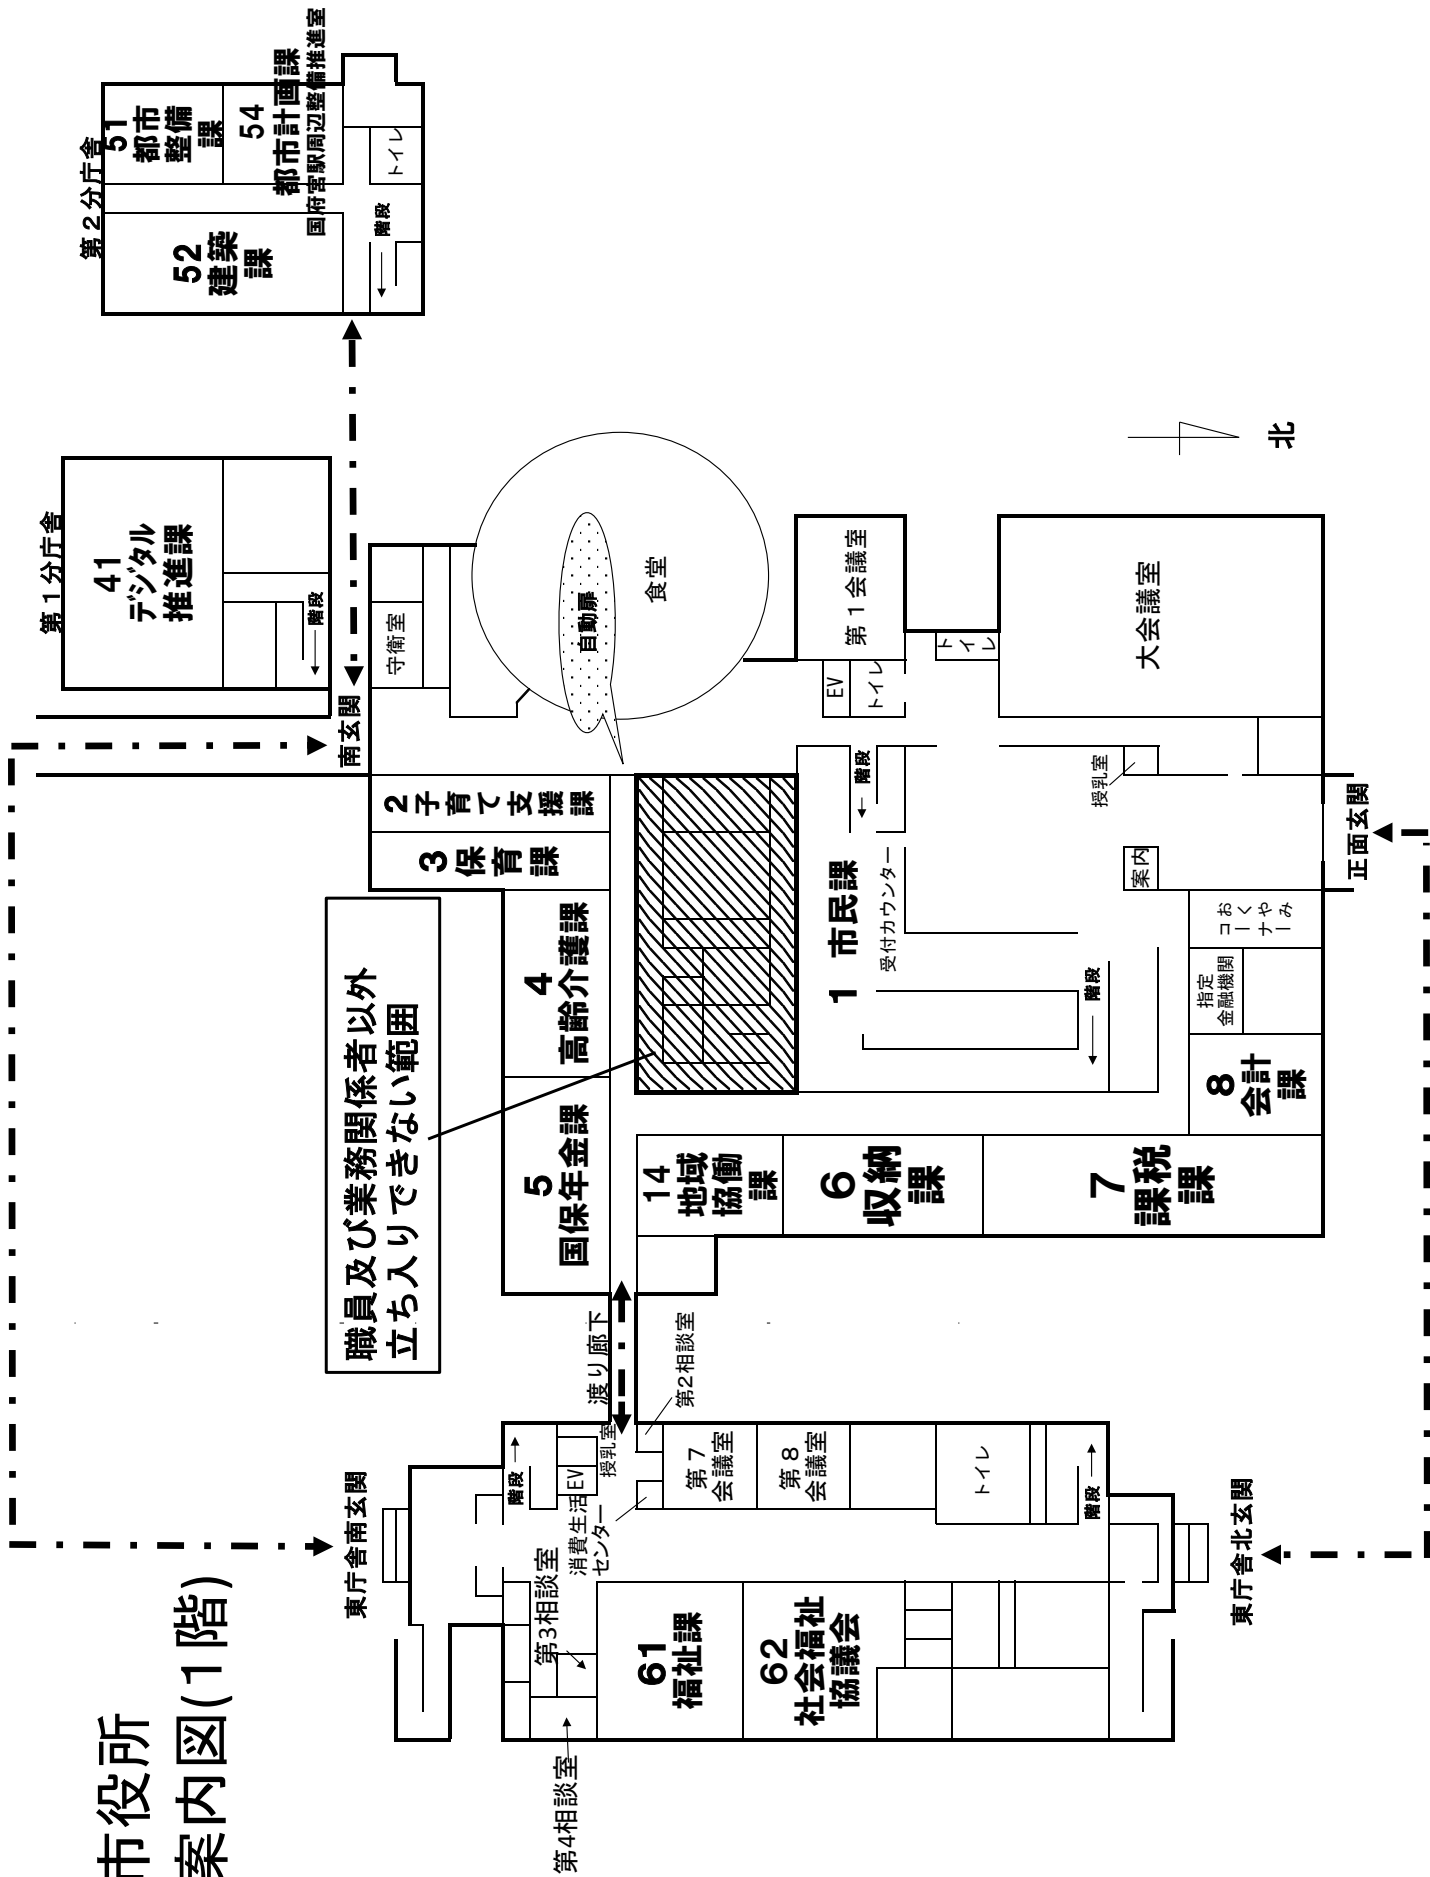 市役所
案内図(1階)
第2分庁舎
51
都市
整備
課
54
都市計画課
国府宮駅周辺整備推進室
52
建築
課
トイレ
階段
第1分庁舎
41
デジタル
推進課
階段
南玄関
守衛室
食堂
自動扉
2子育て支援課
3保育課
4
高齢介護課
5
国保年金課
職員及び業務関係者以外
立ち入りできない範囲
第1会議室
EV
トイレ
トイレ
大会議室
階段
授乳室
1 市民課
受付カウンター
案内
正面玄関
おくやみ
コーナー
指定
金融機関
階段
8
会計
課
14
地域
協働
課
6
収納
課
7
課税
課
北
渡り廊下
第2相談室
東庁舎南玄関
階段
EV
授乳室
消費生活
センター
第7
会議室
第8
会議室
トイレ
階段
東庁舎北玄関
第3相談室
第4相談室
61
福祉課
62
社会福祉
協議会